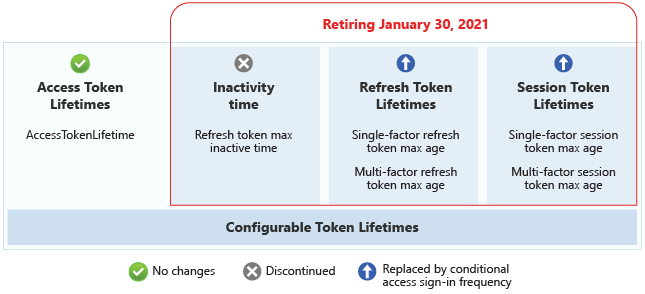 Retiring January 30, 2021
Access Token
Lifetimes
AccessTokenLifetime
Inactivity
time
Refresh token max
inactive time
Refresh Token
Lifetimes
Single-factor refresh
token max age
Multi-factor refresh
token max age
Session Token
Lifetimes
Single-factor session
token max age
Multi-factor session
token max age
Configurable Token Lifetimes
No changes
Discontinued
Replaced by conditional
access sign-in frequency